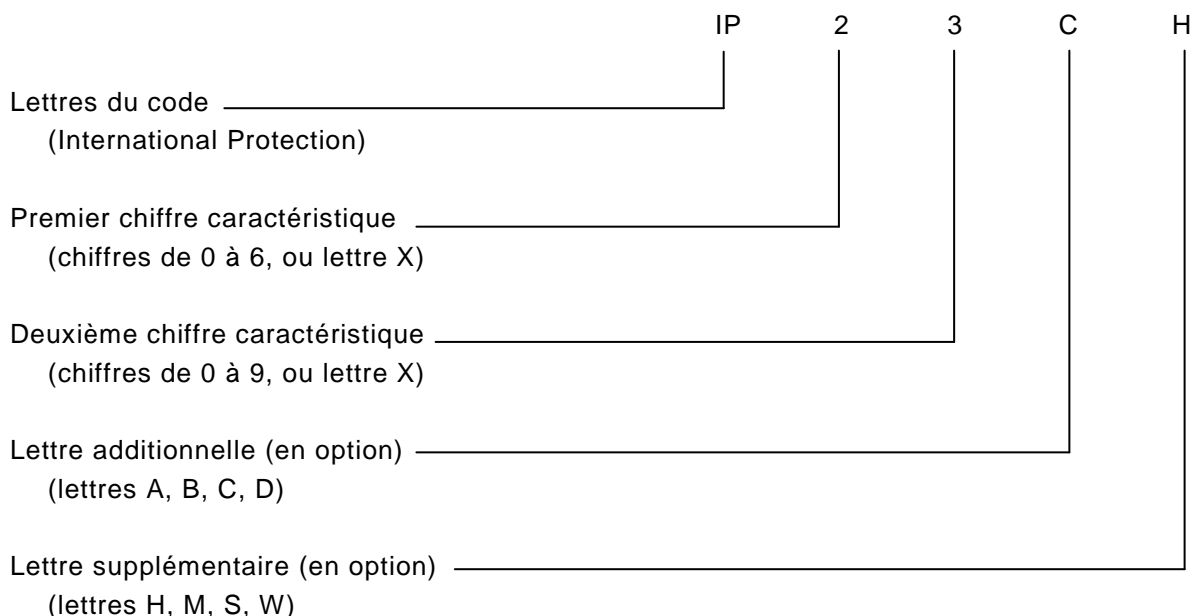 IP 2 3 C H
Lettres du code
(International Protection)
Premier chiffre caractéristique
(chiffres de 0 à 6, ou lettre X)
Deuxième chiffre caractéristique
(chiffres de 0 à 9, ou lettre X)
Lettre additionnelle (en option)
(lettres A, B, C, D)
Lettre supplémentaire (en option)
(lettres H, M, S, W)